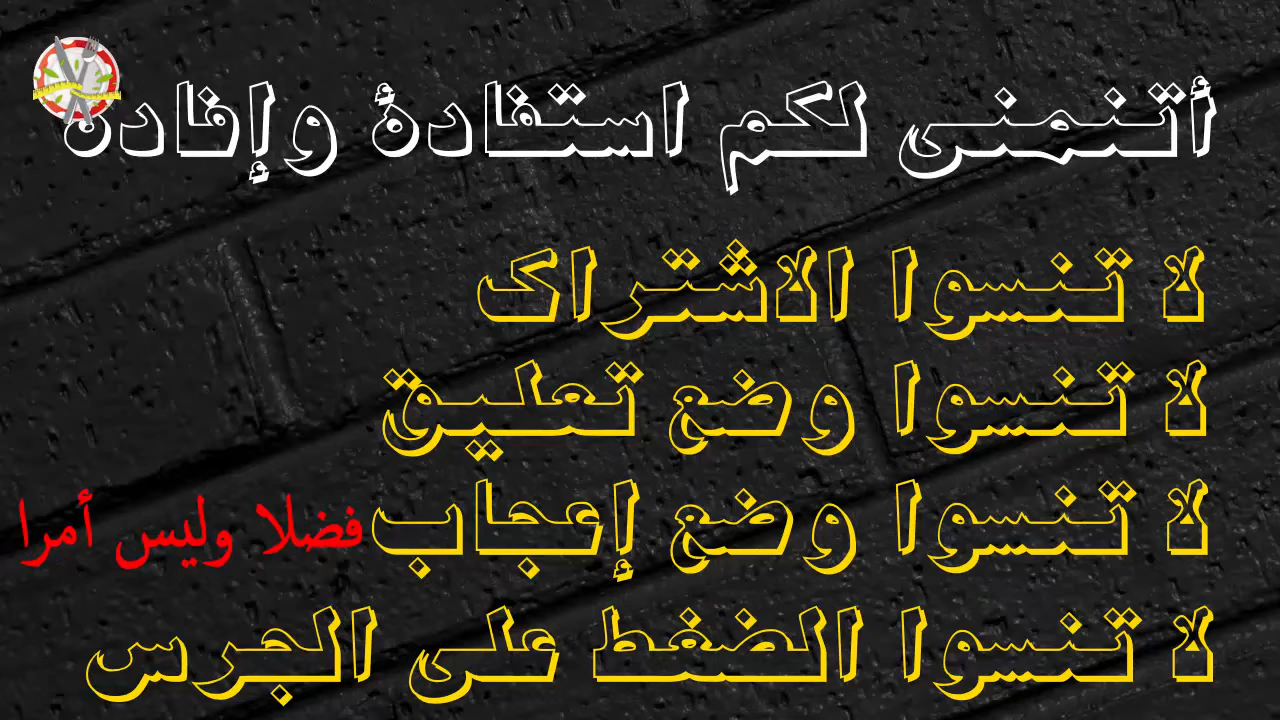 أتنمنى لكم استفادة وإفادة
لا تنسوا الاشتراك
لا تنسوا وضع تعليق
لا تنسوا وضع إعجاب فضلا وليس أمرا
لا تنسوا الضغط على الجرس